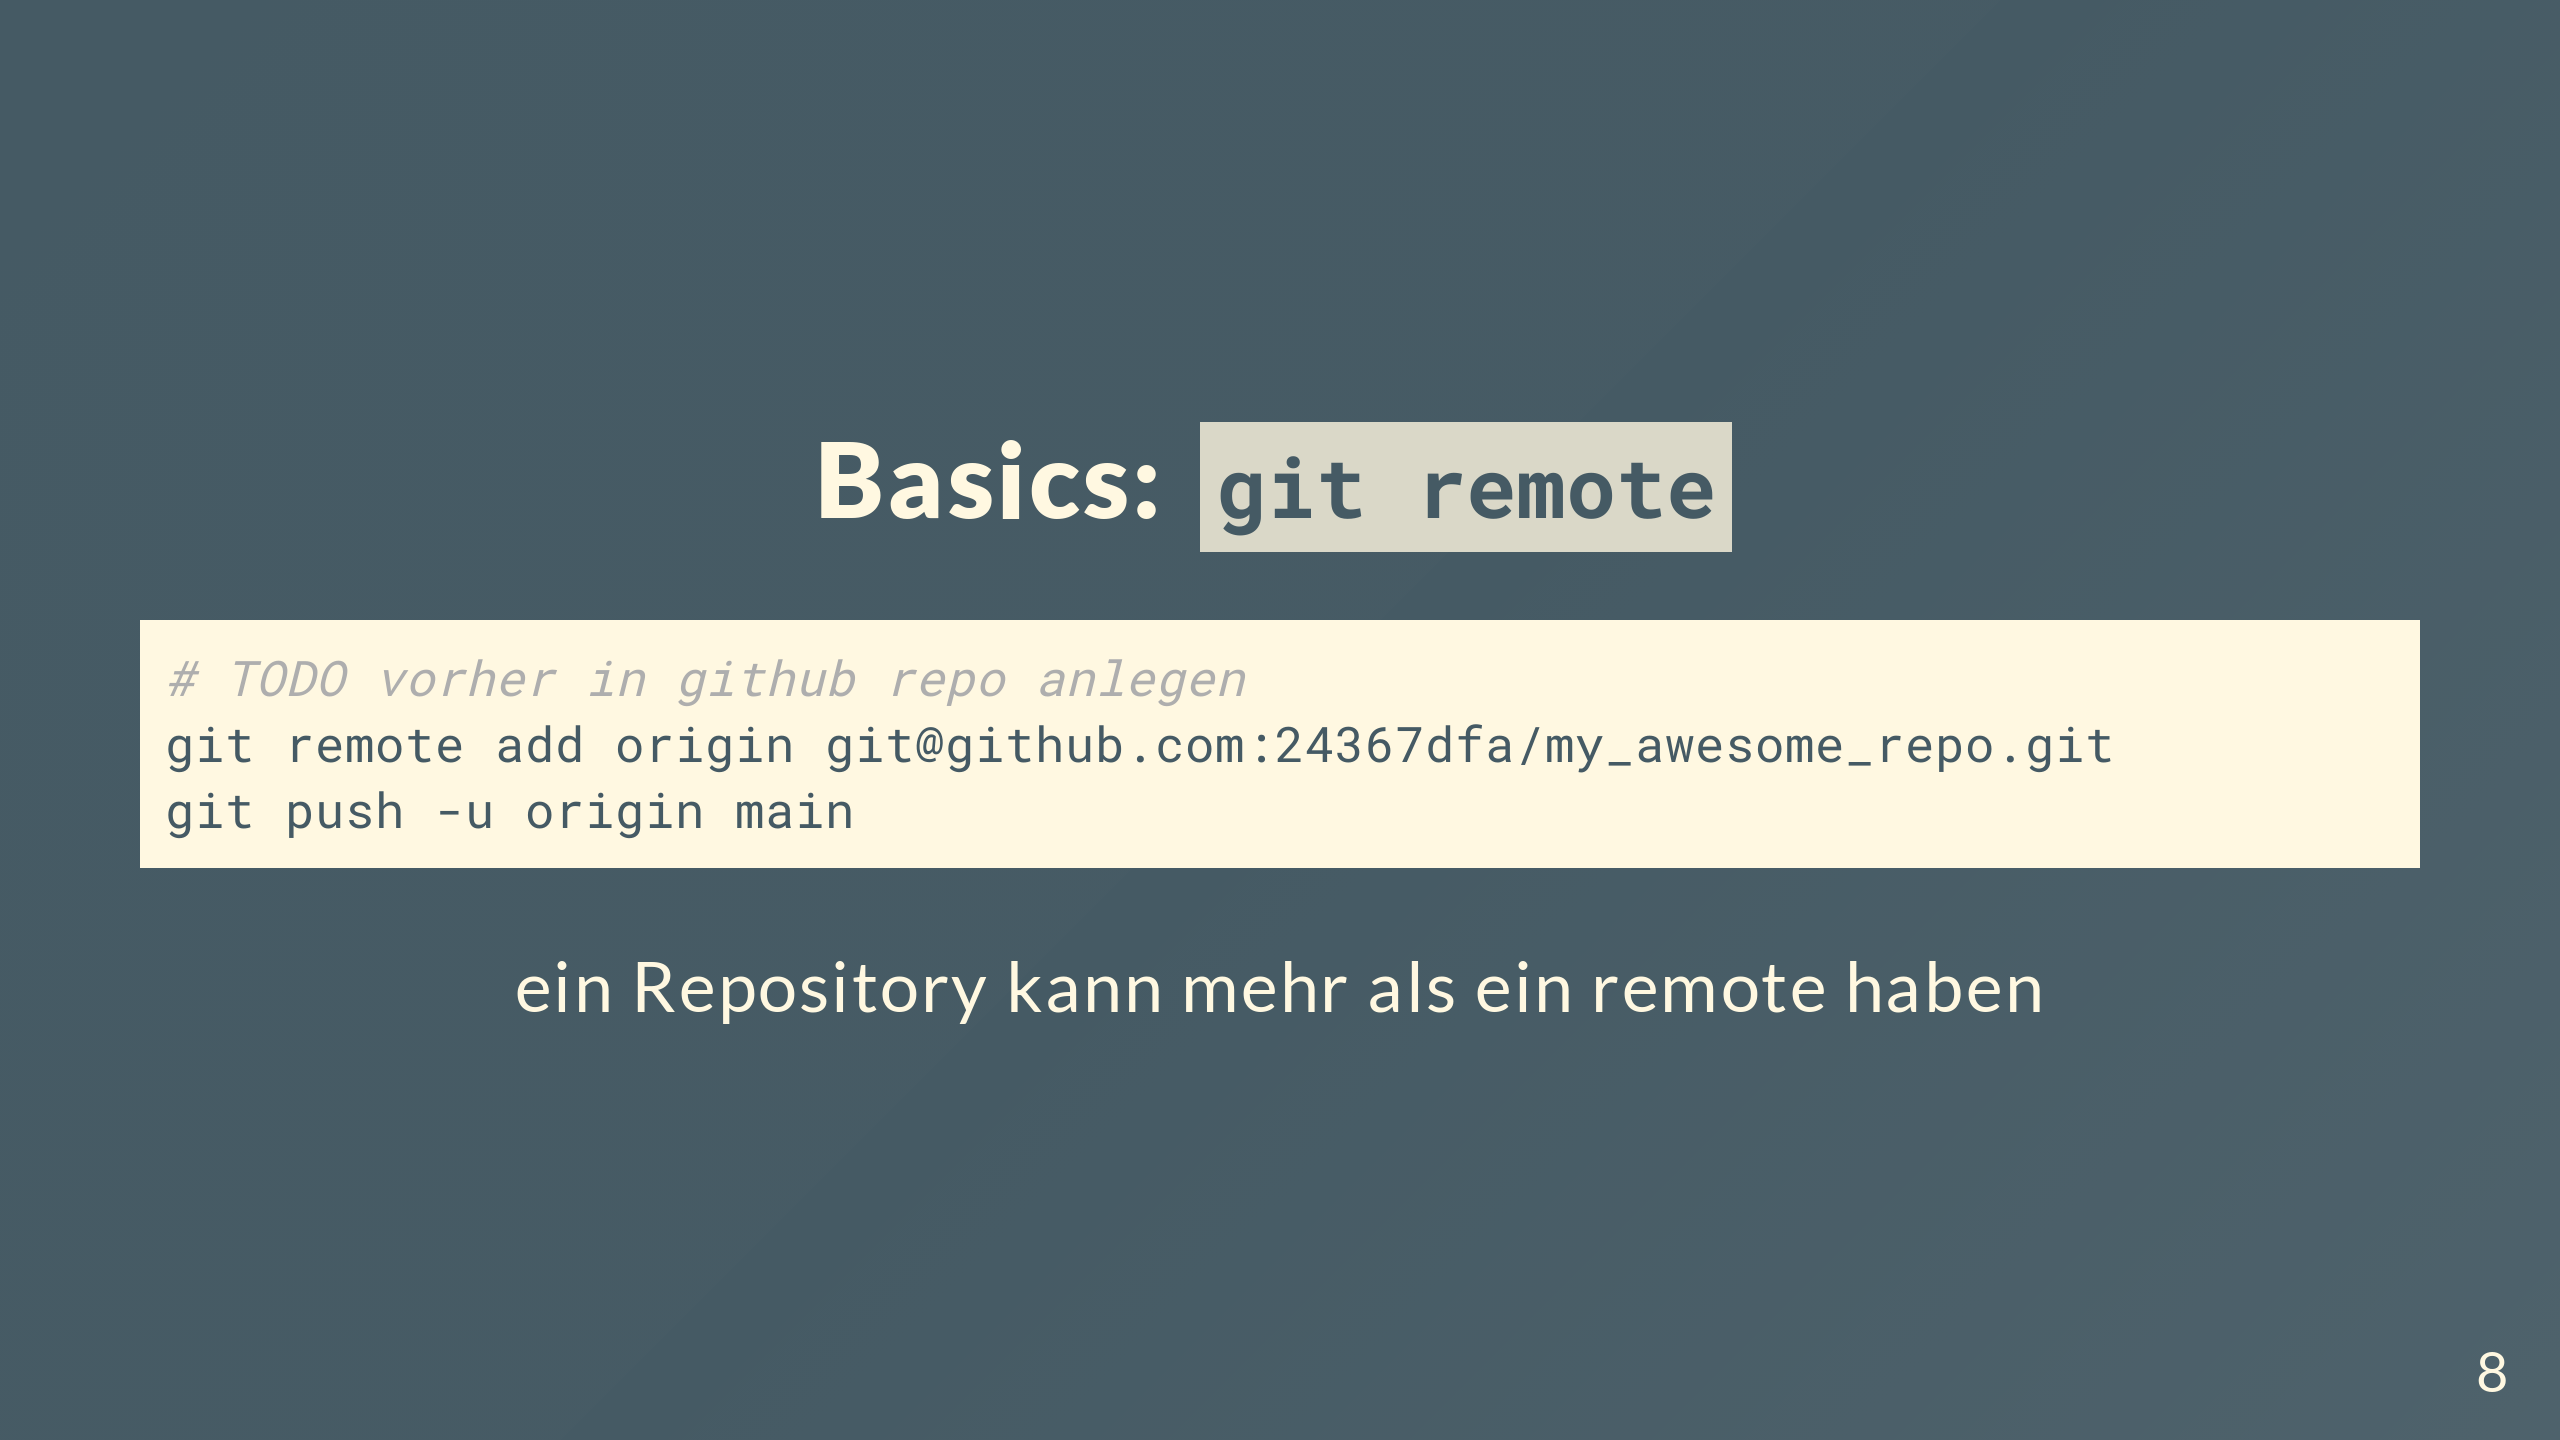 Basics: git remote
# TODO vorher in github repo anlegen
git remote add origin git@github.com:24367dfa/my_awesome_repo.git
git push -u origin main
ein Repository kann mehr als ein remote haben
8